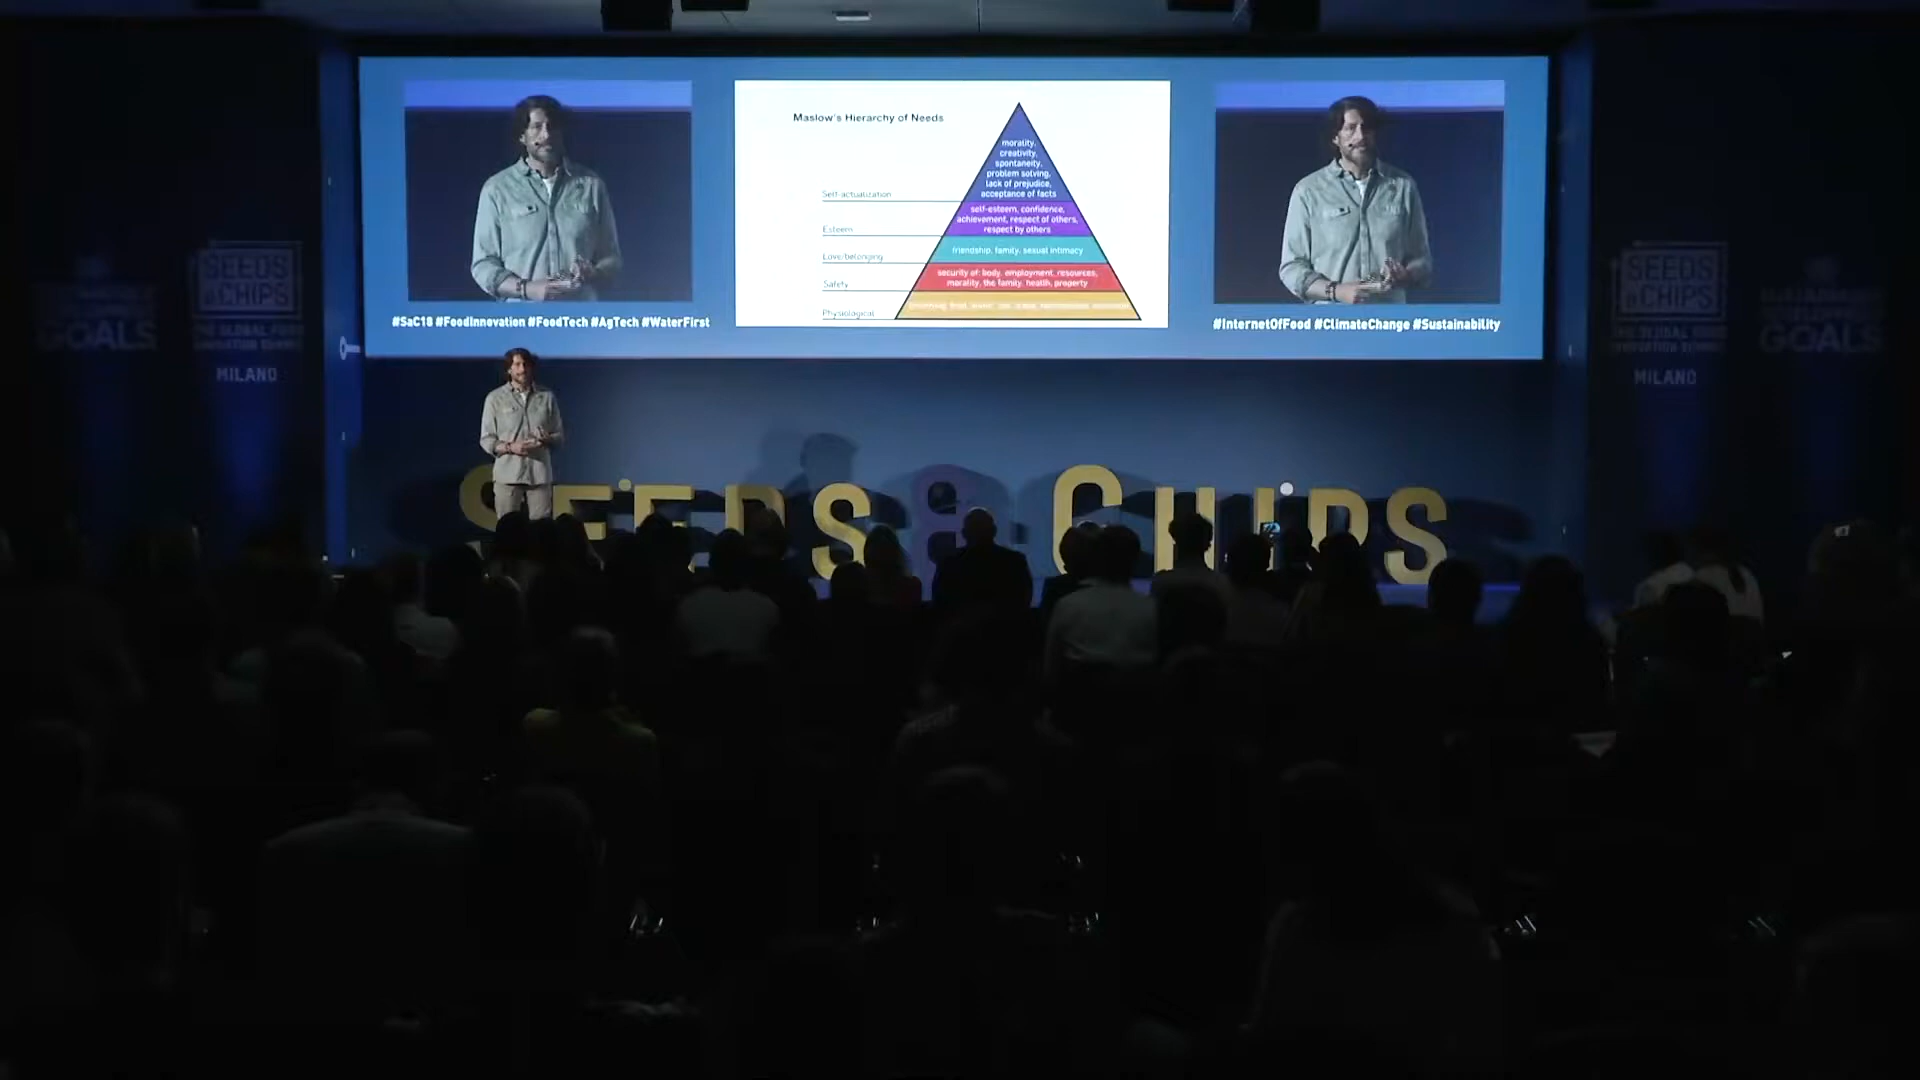 Maslow's Hierarchy of Needs
morality,
creativity,
spontaneity,
problem solving,
lack of prejudice,
acceptance of facts
Self-actualization
self-esteem, confidence,
achievement, respect of others,
respect by others
Esteem
friendship, family, sexual intimacy
Love/belonging
security of: body, employment, resources,
morality, the family, health, property
Safety
Physiological
#SaC18 #FoodInnovation #FoodTech #AgTech #WaterFirst
#InternetOfFood #ClimateChange #Sustainability
SEEDS
&CHIPS
MILANO
GOALS
SEEDS
&CHIPS
MILANO
GOALS
SEEDS & CHIPS